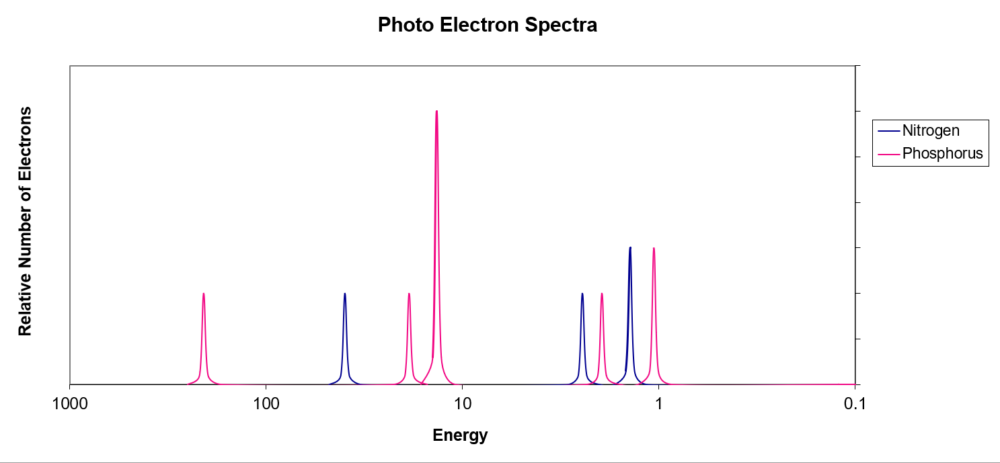 Photo Electron Spectra
Relative Number of Electrons
Nitrogen
Phosphorus
1000 100 10 1 0.1
Energy